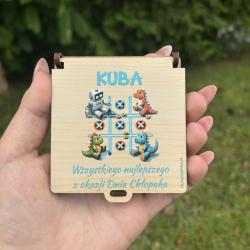 KUBA
Wszystkiego najlepszego
z okazji Dnia Chłopaka